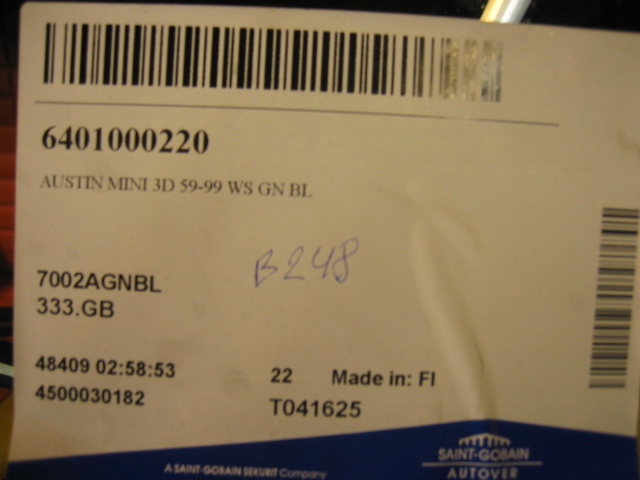 6401000220
AUSTIN MINI 3D 59-99 WS GN BL
B248
7002AGNBL
333.GB
48409 02:58:53 22 Made in: FI
4500030182 T041625
A SAINT-GOBAIN SEKURIT Company
SAINT-GOBAIN
AUTOVER